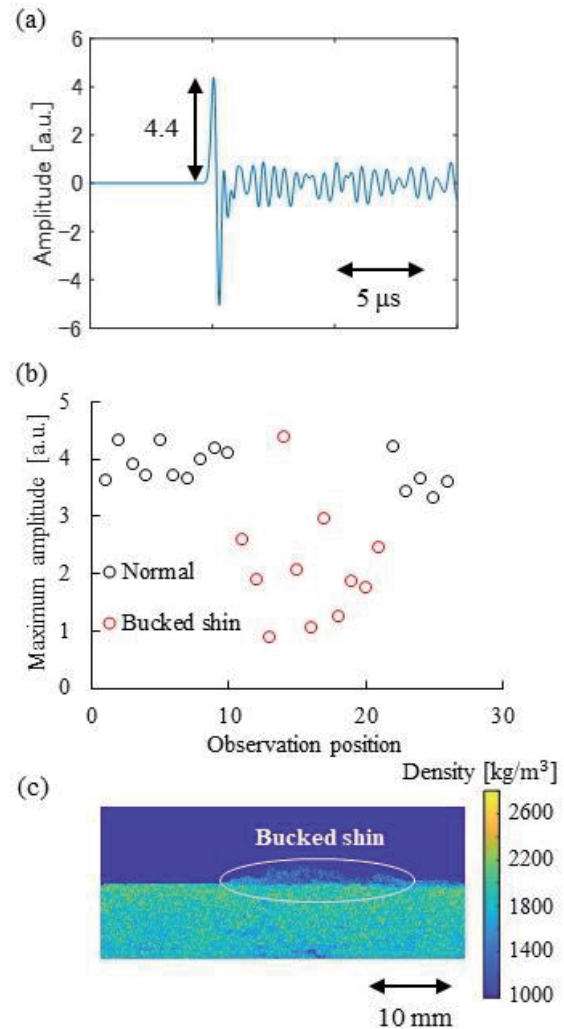 (a)
6
4
2
0
-2
-4
-6
Amplitude [a.u.]
4.4
5 μs
(b)
5
4
3
2
1
0
Maximum amplitude [a.u.]
Normal
Bucked shin
0 10 20 30
Observation position
(c)
Density [kg/m³]
Bucked shin
2600
2200
1800
1400
1000
10 mm